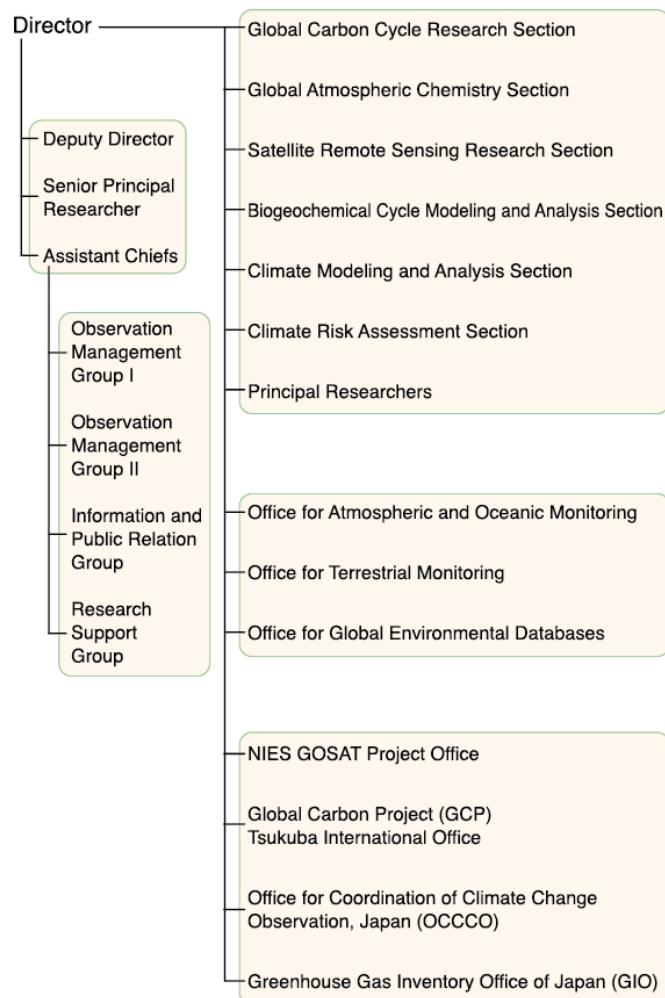 Director
Deputy Director
Senior Principal
Researcher
Assistant Chiefs
Observation
Management
Group I
Observation
Management
Group II
Information and
Public Relation
Group
Research
Support
Group
Global Carbon Cycle Research Section
Global Atmospheric Chemistry Section
Satellite Remote Sensing Research Section
Biogeochemical Cycle Modeling and Analysis Section
Climate Modeling and Analysis Section
Climate Risk Assessment Section
Principal Researchers
Office for Atmospheric and Oceanic Monitoring
Office for Terrestrial Monitoring
Office for Global Environmental Databases
NIES GOSAT Project Office
Global Carbon Project (GCP)
Tsukuba International Office
Office for Coordination of Climate Change
Observation, Japan (OCCCO)
Greenhouse Gas Inventory Office of Japan (GIO)